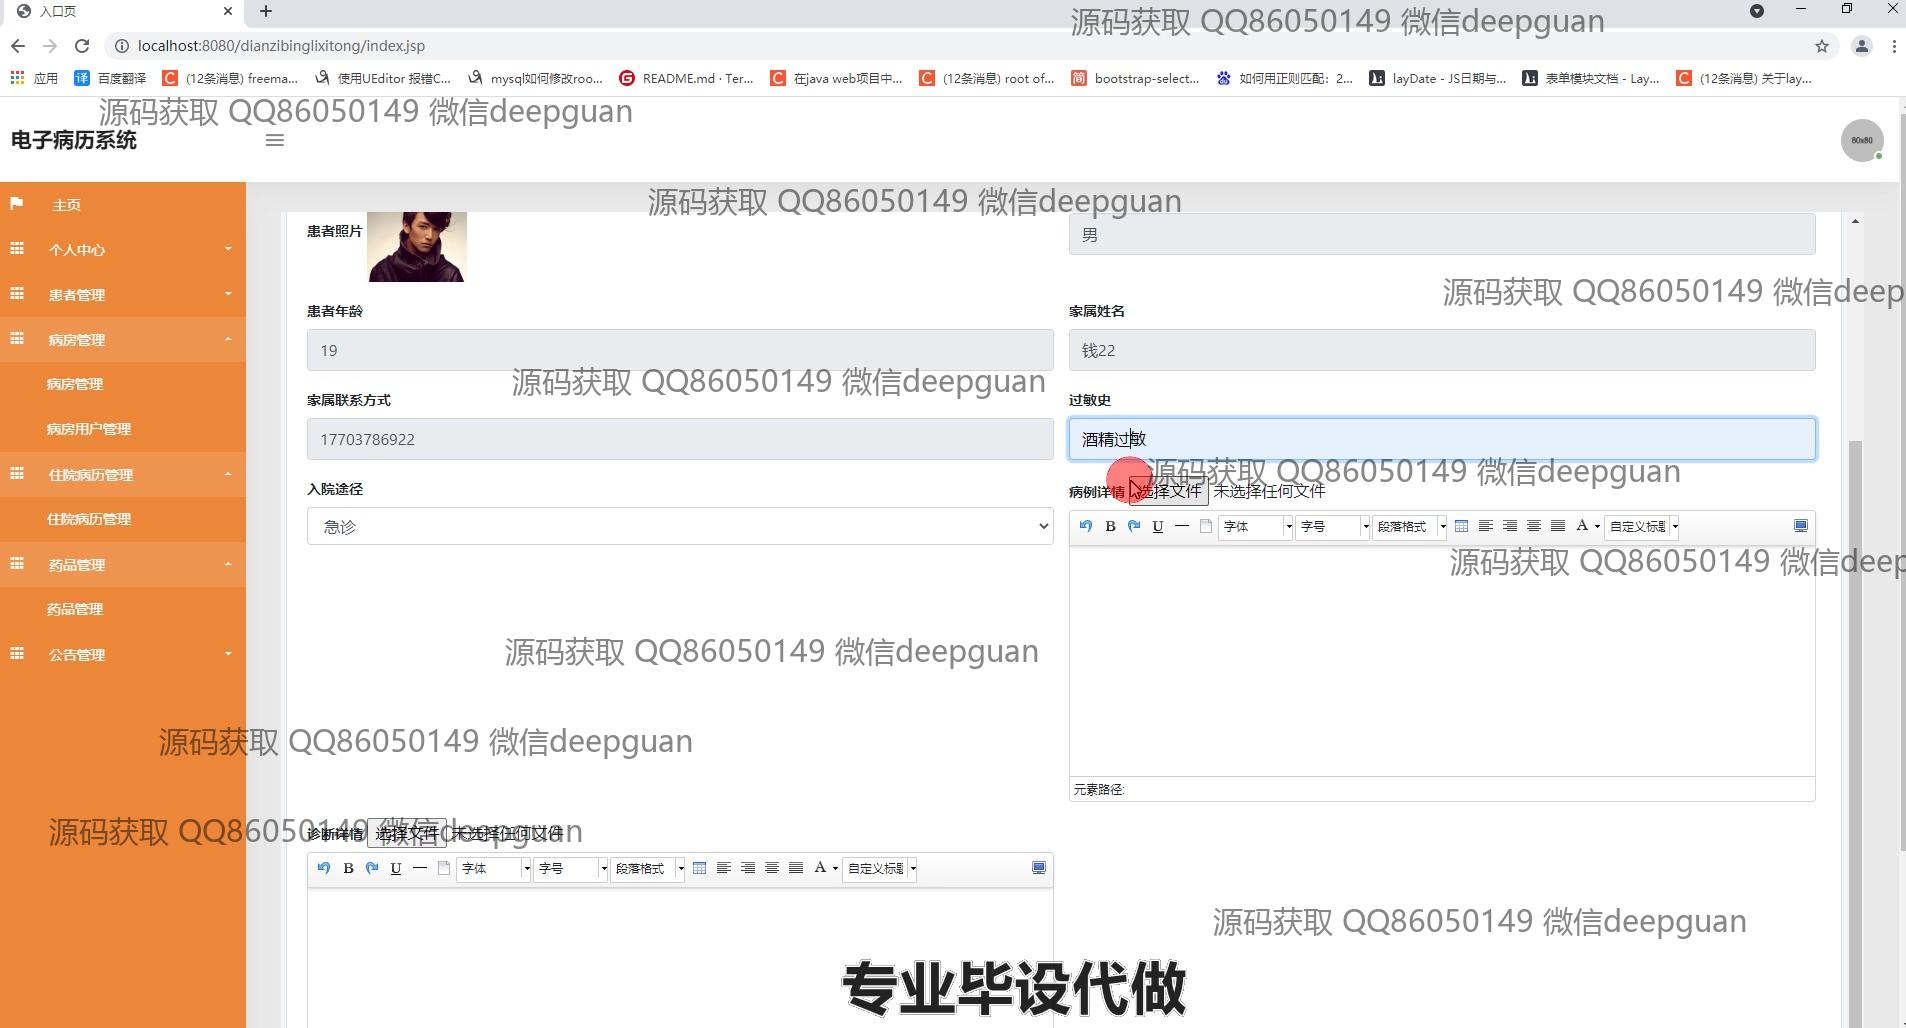 入口页
源码获取 QQ86050149 微信deepguan
localhost:8080/dianzibinglixitong/index.jsp
应用
百度翻译
(12条消息) freema...
使用UEditor 报错C...
mysql如何修改roo...
README.md · Ter...
在java web项目中...
(12条消息) root of...
bootstrap-select...
如何用正则匹配：2...
layDate - JS日期与...
表单模块文档 - Lay...
(12条消息) 关于lay...
源码获取 QQ86050149 微信deepguan
电子病历系统
80x80
主页
个人中心
患者管理
病房管理
病房管理
病房用户管理
住院病历管理
住院病历管理
药品管理
药品管理
公告管理
源码获取 QQ86050149 微信deepguan
患者照片
男
源码获取 QQ86050149 微信deep
患者年龄
家属姓名
19
钱22
源码获取 QQ86050149 微信deepguan
家属联系方式
过敏史
17703786922
酒精过敏
源码获取 QQ86050149 微信deepguan
入院途径
病例详情 选择文件 未选择任何文件
急诊
B U 字体 字号 段落格式 A 自定义标题
源码获取 QQ86050149 微信deep
源码获取 QQ86050149 微信deepguan
源码获取 QQ86050149 微信deepguan
元素路径:
源码获取 QQ86050149 微信deepguan
诊断详情 选择文件 未选择任何文件
B U 字体 字号 段落格式 A 自定义标题
源码获取 QQ86050149 微信deepguan
专业毕设代做